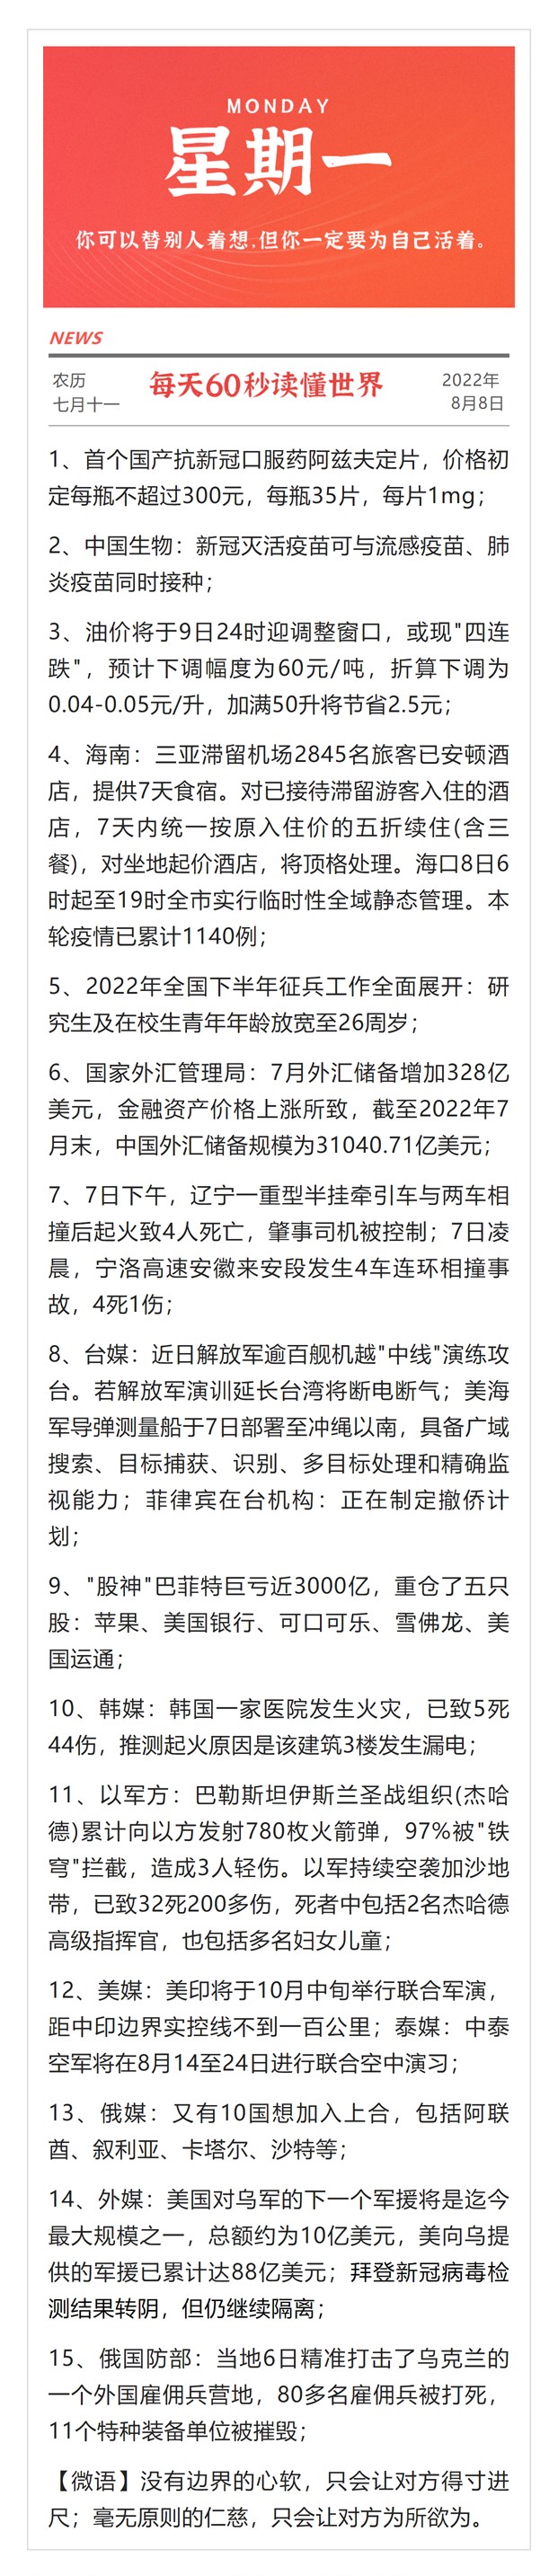 MONDAY
星期一
你可以替别人着想,但你一定要为自己活着。
NEWS
农历
七月十一
每天60秒读懂世界
2022年
8月8日
1、首个国产抗新冠口服药阿兹夫定片，价格初
定每瓶不超过300元，每瓶35片，每片1mg；
2、中国生物：新冠灭活疫苗可与流感疫苗、肺
炎疫苗同时接种；
3、油价将于9日24时迎调整窗口，或现"四连
跌"，预计下调幅度为60元/吨，折算下调为
0.04-0.05元/升，加满50升将节省2.5元；
4、海南：三亚滞留机场2845名旅客已安顿酒
店，提供7天食宿。对已接待滞留游客入住的酒
店，7天内统一按原入住价的五折续住(含三
餐)，对坐地起价酒店，将顶格处理。海口8日6
时起至19时全市实行临时性全域静态管理。本
轮疫情已累计1140例；
5、2022年全国下半年征兵工作全面展开：研
究生及在校生青年年龄放宽至26周岁；
6、国家外汇管理局：7月外汇储备增加328亿
美元，金融资产价格上涨所致，截至2022年7
月末，中国外汇储备规模为31040.71亿美元；
7、7日下午，辽宁一重型半挂牵引车与两车相
撞后起火致4人死亡，肇事司机被控制；7日凌
晨，宁洛高速安徽来安段发生4车连环相撞事
故，4死1伤；
8、台媒：近日解放军逾百舰机越"中线"演练攻
台。若解放军演训延长台湾将断电断气；美海
军导弹测量船于7日部署至冲绳以南，具备广域
搜索、目标捕获、识别、多目标处理和精确监
视能力；菲律宾在台机构：正在制定撤侨计
划；
9、"股神"巴菲特巨亏近3000亿，重仓了五只
股：苹果、美国银行、可口可乐、雪佛龙、美
国运通；
10、韩媒：韩国一家医院发生火灾，已致5死
44伤，推测起火原因是该建筑3楼发生漏电；
11、以军方：巴勒斯坦伊斯兰圣战组织(杰哈
德)累计向以方发射780枚火箭弹，97%被"铁
穹"拦截，造成3人轻伤。以军持续空袭加沙地
带，已致32死200多伤，死者中包括2名杰哈德
高级指挥官，也包括多名妇女儿童；
12、美媒：美印将于10月中旬举行联合军演，
距中印边界实控线不到一百公里；泰媒：中泰
空军将在8月14至24日进行联合空中演习；
13、俄媒：又有10国想加入上合，包括阿联
酋、叙利亚、卡塔尔、沙特等；
14、外媒：美国对乌军的下一个军援将是迄今
最大规模之一，总额约为10亿美元，美向乌提
供的军援已累计达88亿美元；拜登新冠病毒检
测结果转阴，但仍继续隔离；
15、俄国防部：当地6日精准打击了乌克兰的
一个外国雇佣兵营地，80多名雇佣兵被打死，
11个特种装备单位被摧毁；
【微语】没有边界的心软，只会让对方得寸进
尺；毫无原则的仁慈，只会让对方为所欲为。